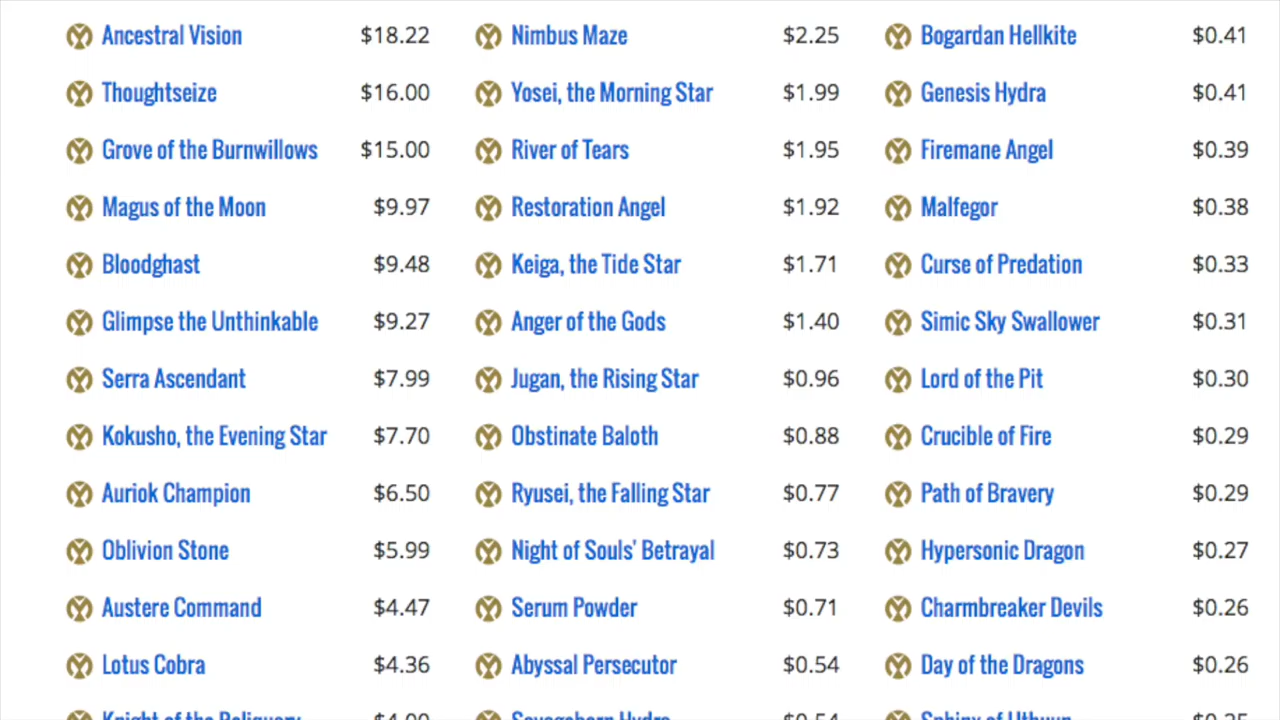 Ancestral Vision $18.22 Nimbus Maze $2.25 Bogardan Hellkite $0.41
Thoughtseize $16.00 Yosei, the Morning Star $1.99 Genesis Hydra $0.41
Grove of the Burnwillows $15.00 River of Tears $1.95 Firemane Angel $0.39
Magus of the Moon $9.97 Restoration Angel $1.92 Malfegor $0.38
Bloodghast $9.48 Keiga, the Tide Star $1.71 Curse of Predation $0.33
Glimpse the Unthinkable $9.27 Anger of the Gods $1.40 Simic Sky Swallower $0.31
Serra Ascendant $7.99 Jugan, the Rising Star $0.96 Lord of the Pit $0.30
Kokusho, the Evening Star $7.70 Obstinate Baloth $0.88 Crucible of Fire $0.29
Auriok Champion $6.50 Ryusei, the Falling Star $0.77 Path of Bravery $0.29
Oblivion Stone $5.99 Night of Souls' Betrayal $0.73 Hypersonic Dragon $0.27
Austere Command $4.47 Serum Powder $0.71 Charmbreaker Devils $0.26
Lotus Cobra $4.36 Abyssal Persecutor $0.54 Day of the Dragons $0.26